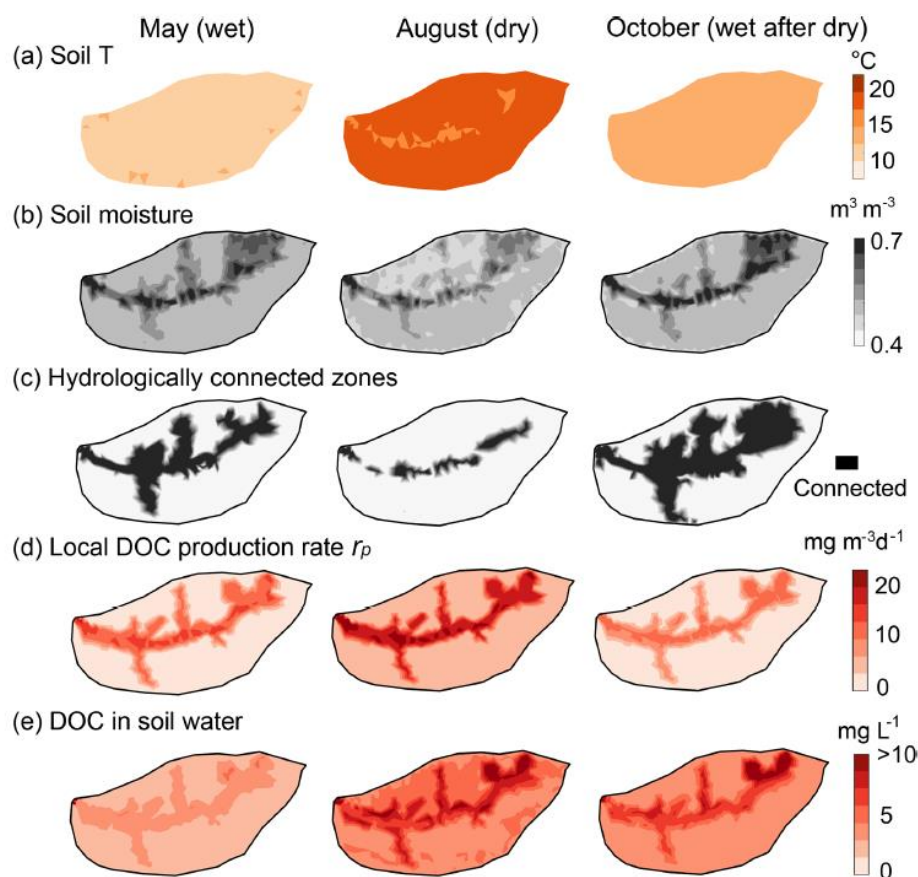 May (wet) August (dry) October (wet after dry)
(a) Soil T
°C
20
15
10
(b) Soil moisture
m³ m⁻³
0.7
0.4
(c) Hydrologically connected zones
Connected
(d) Local DOC production rate rₚ
mg m⁻³d⁻¹
20
10
0
(e) DOC in soil water
mg L⁻¹
>10
5
0